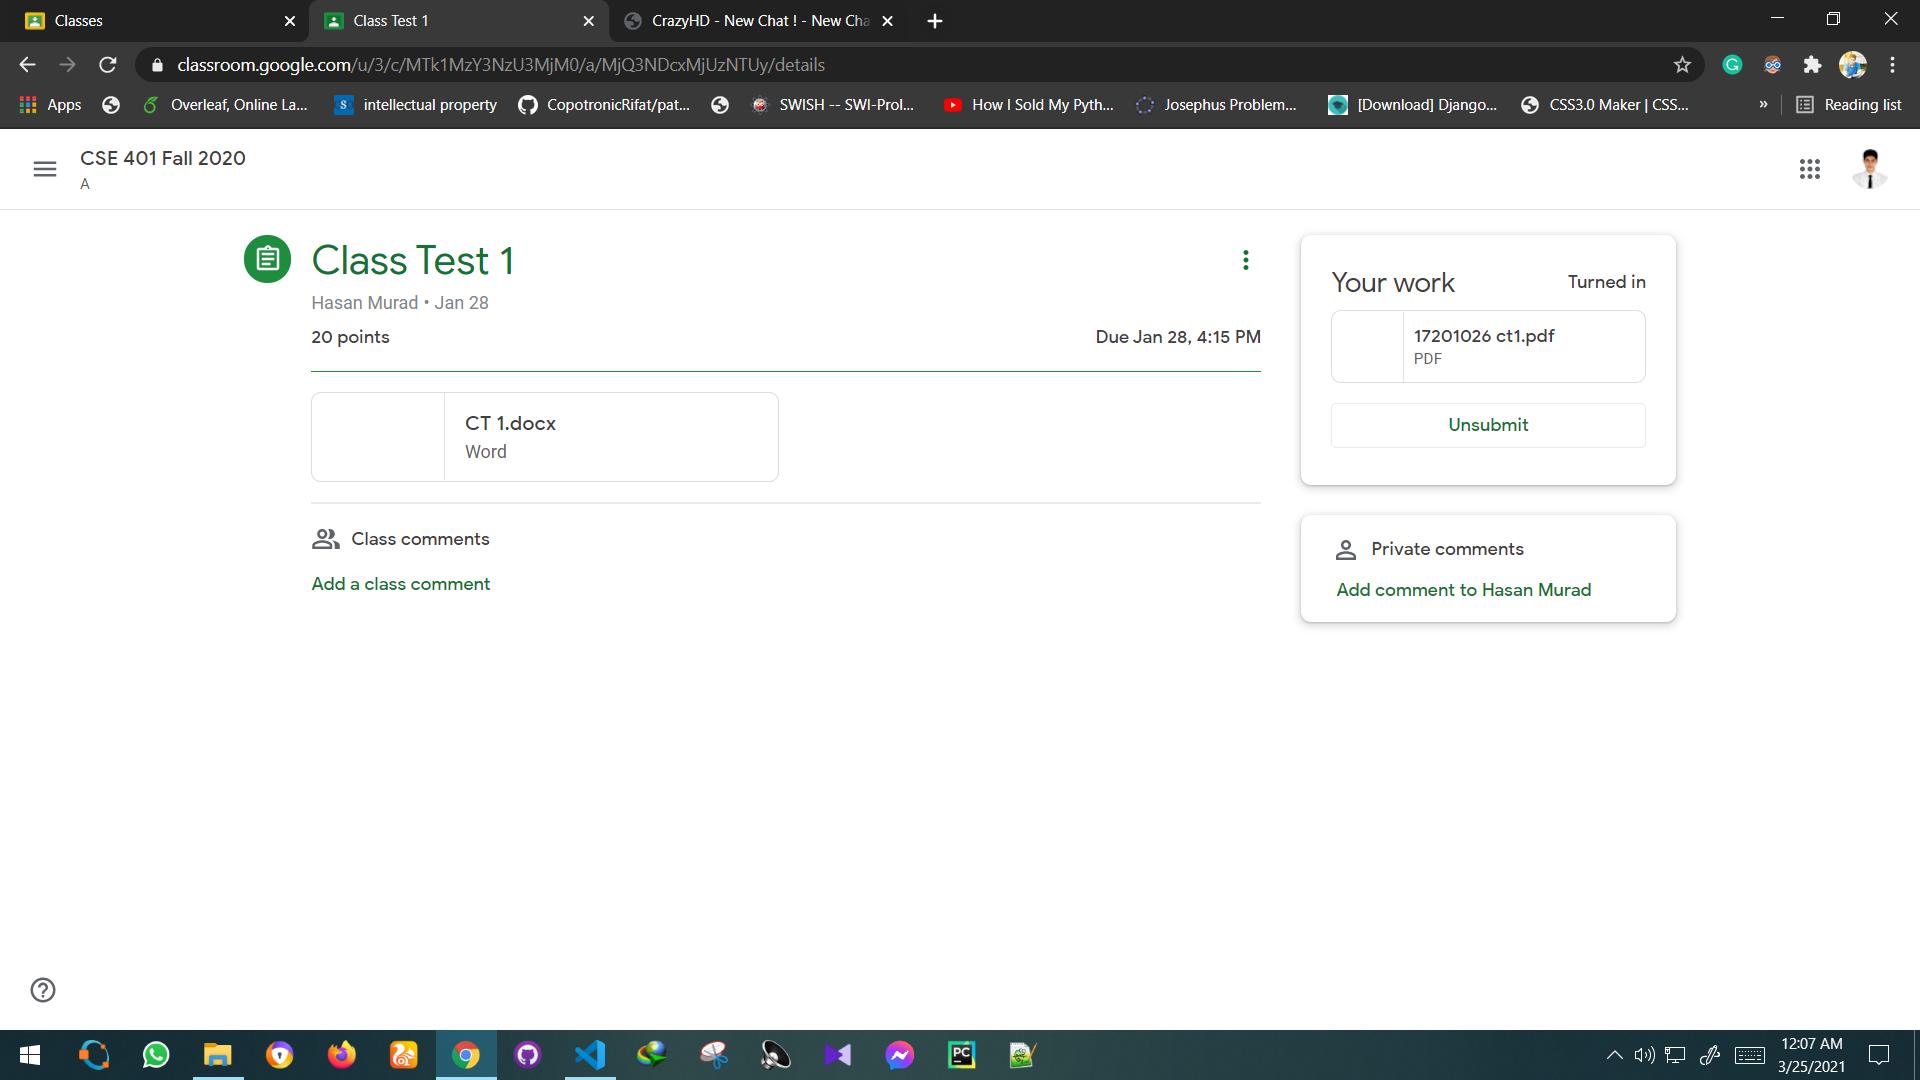 Classes
Class Test 1
CrazyHD - New Chat ! - New Cha
classroom.google.com/u/3/c/MTk1MzY3NzU3MjM0/a/MjQ3NDcxMjUzNTUy/details
Apps
Overleaf, Online La...
intellectual property
CopotronicRifat/pat...
SWISH -- SWI-Prol...
How I Sold My Pyth...
Josephus Problem...
[Download] Django...
CSS3.0 Maker | CSS...
»
Reading list
CSE 401 Fall 2020
A
Class Test 1
Hasan Murad • Jan 28
20 points
Due Jan 28, 4:15 PM
CT 1.docx
Word
Class comments
Add a class comment
Your work
Turned in
17201026 ct1.pdf
PDF
Unsubmit
Private comments
Add comment to Hasan Murad
PC
12:07 AM
3/25/2021